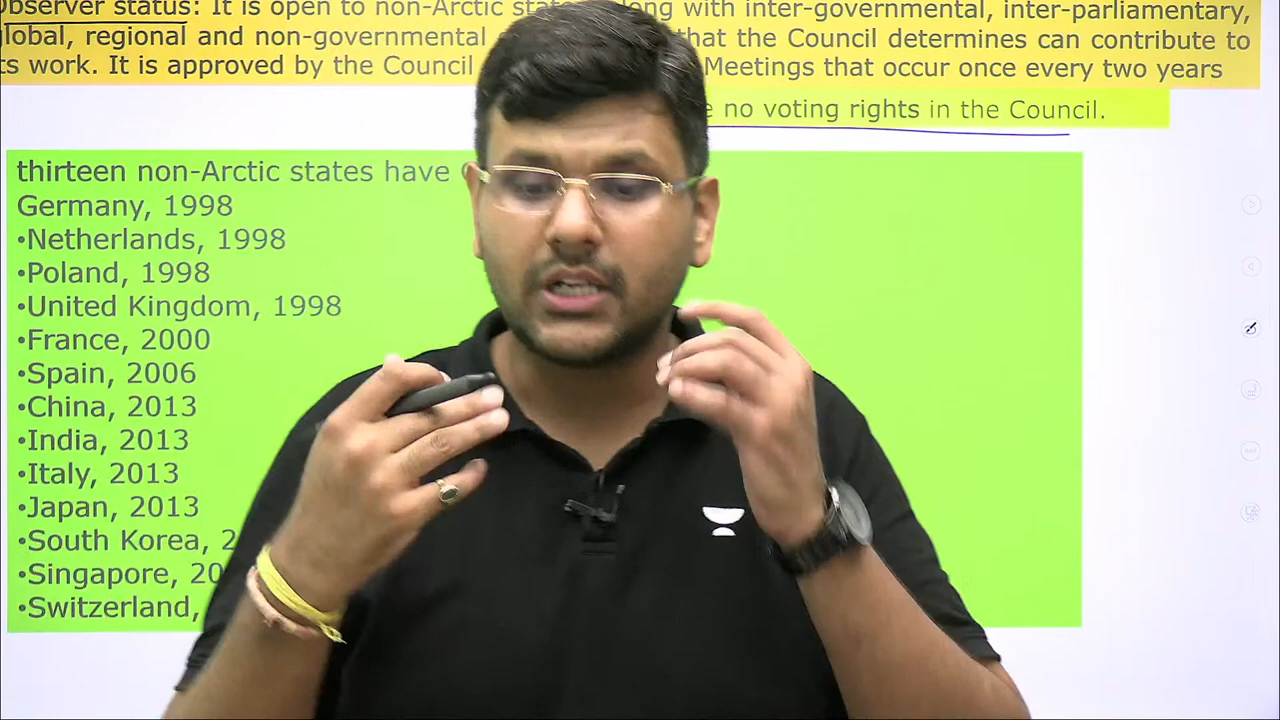 Observer status: It is open to non-Arctic along with inter-governmental, inter-parliamentary,
global, regional and non-governmental that the Council determines can contribute to
its work. It is approved by the Council Meetings that occur once every two years
no voting rights in the Council.
thirteen non-Arctic states have
Germany, 1998
•Netherlands, 1998
•Poland, 1998
•United Kingdom, 1998
•France, 2000
•Spain, 2006
•China, 2013
•India, 2013
•Italy, 2013
•Japan, 2013
•South Korea, 2
•Singapore, 20
•Switzerland,